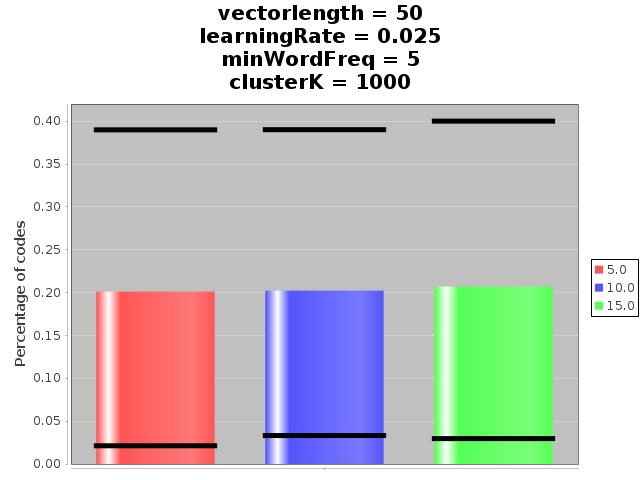 vectorlength = 50
learningRate = 0.025
minWordFreq = 5
clusterK = 1000
Percentage of codes
0.40
0.35
0.30
0.25
0.20
0.15
0.10
0.05
0.00
5.0
10.0
15.0